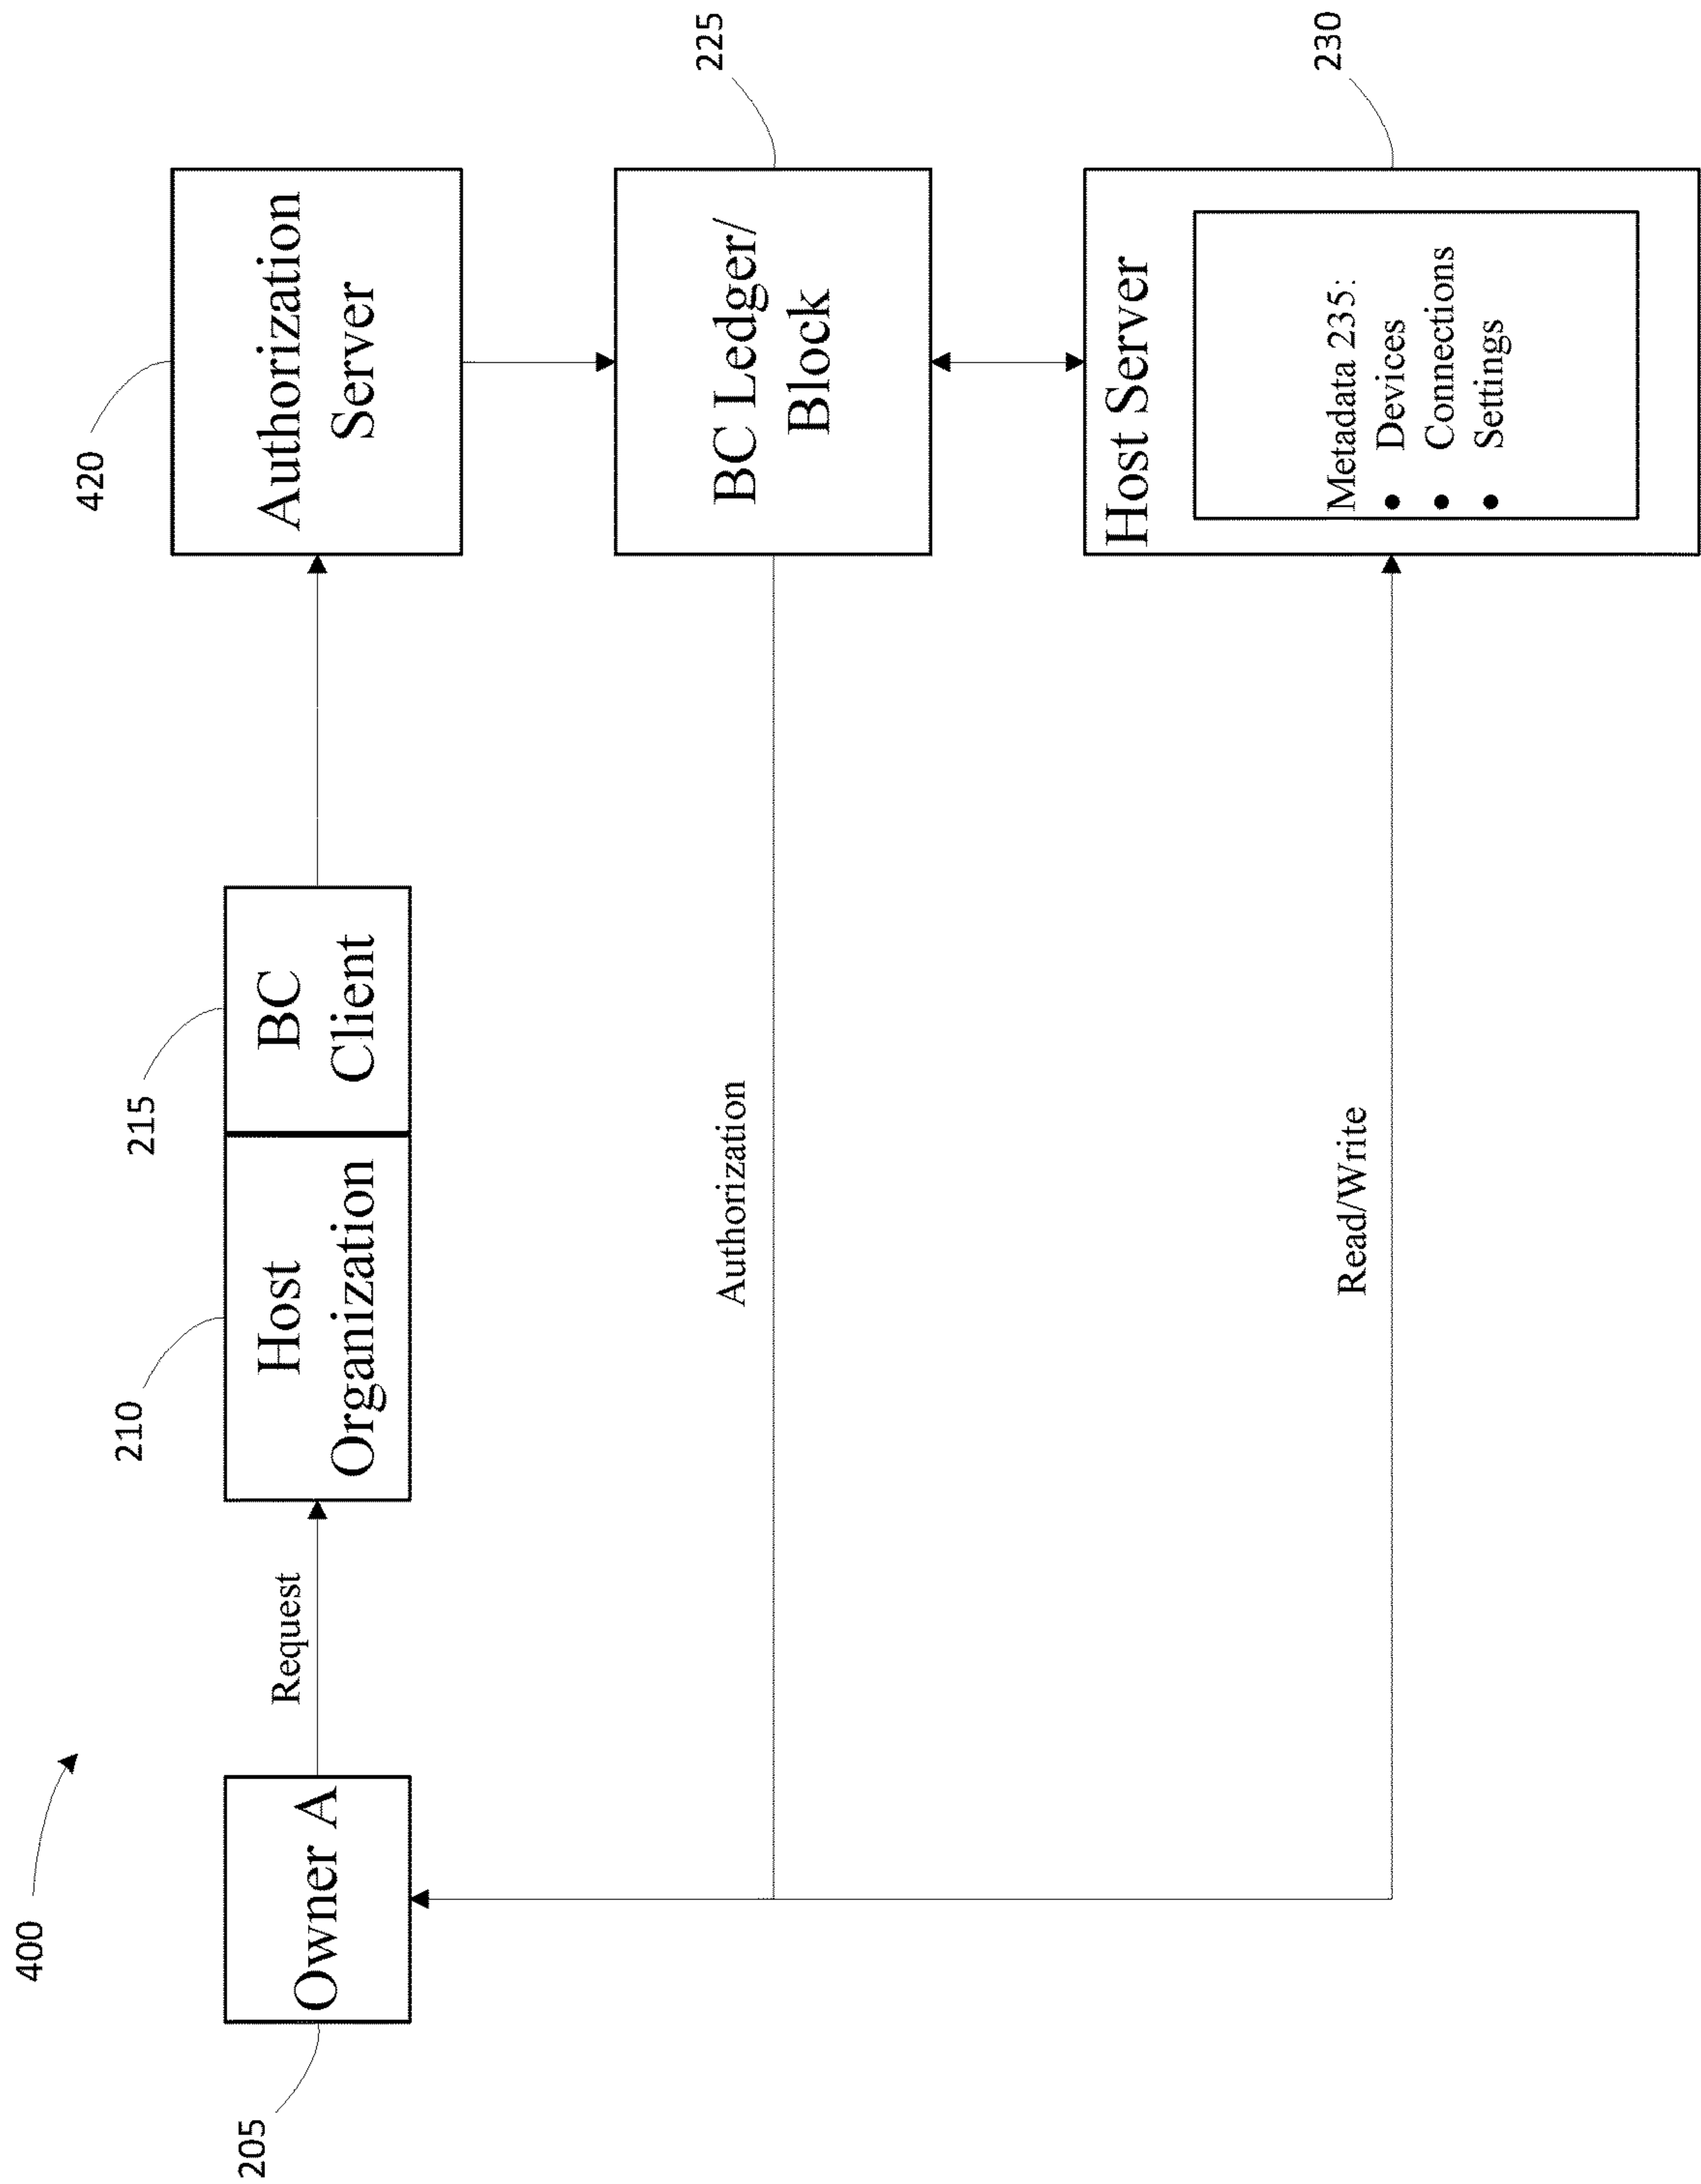 400
205
Owner A
Request
210
Host
Organization
215
BC
Client
420
Authorization
Server
Authorization
225
BC Ledger/
Block
Read/Write
230
Host Server
Metadata 235:
• Devices
• Connections
• Settings